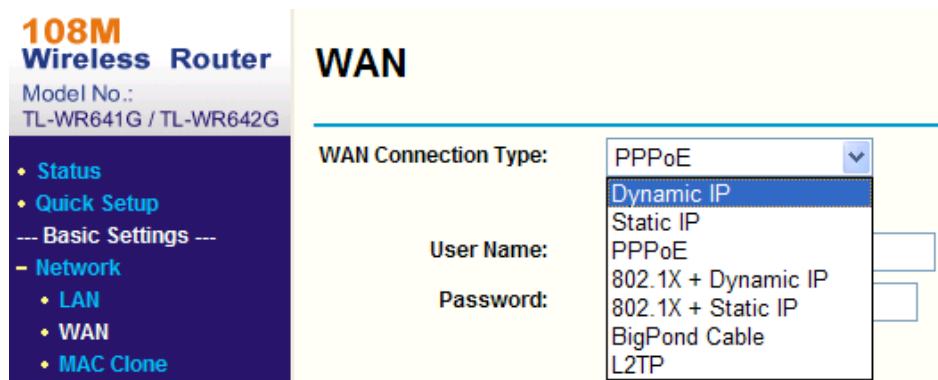 108M
Wireless Router
Model No.:
TL-WR641G / TL-WR642G
• Status
• Quick Setup
--- Basic Settings ---
– Network
• LAN
• WAN
• MAC Clone
WAN
WAN Connection Type:
PPPoE
Dynamic IP
Static IP
PPPoE
802.1X + Dynamic IP
802.1X + Static IP
BigPond Cable
L2TP
User Name:
Password: